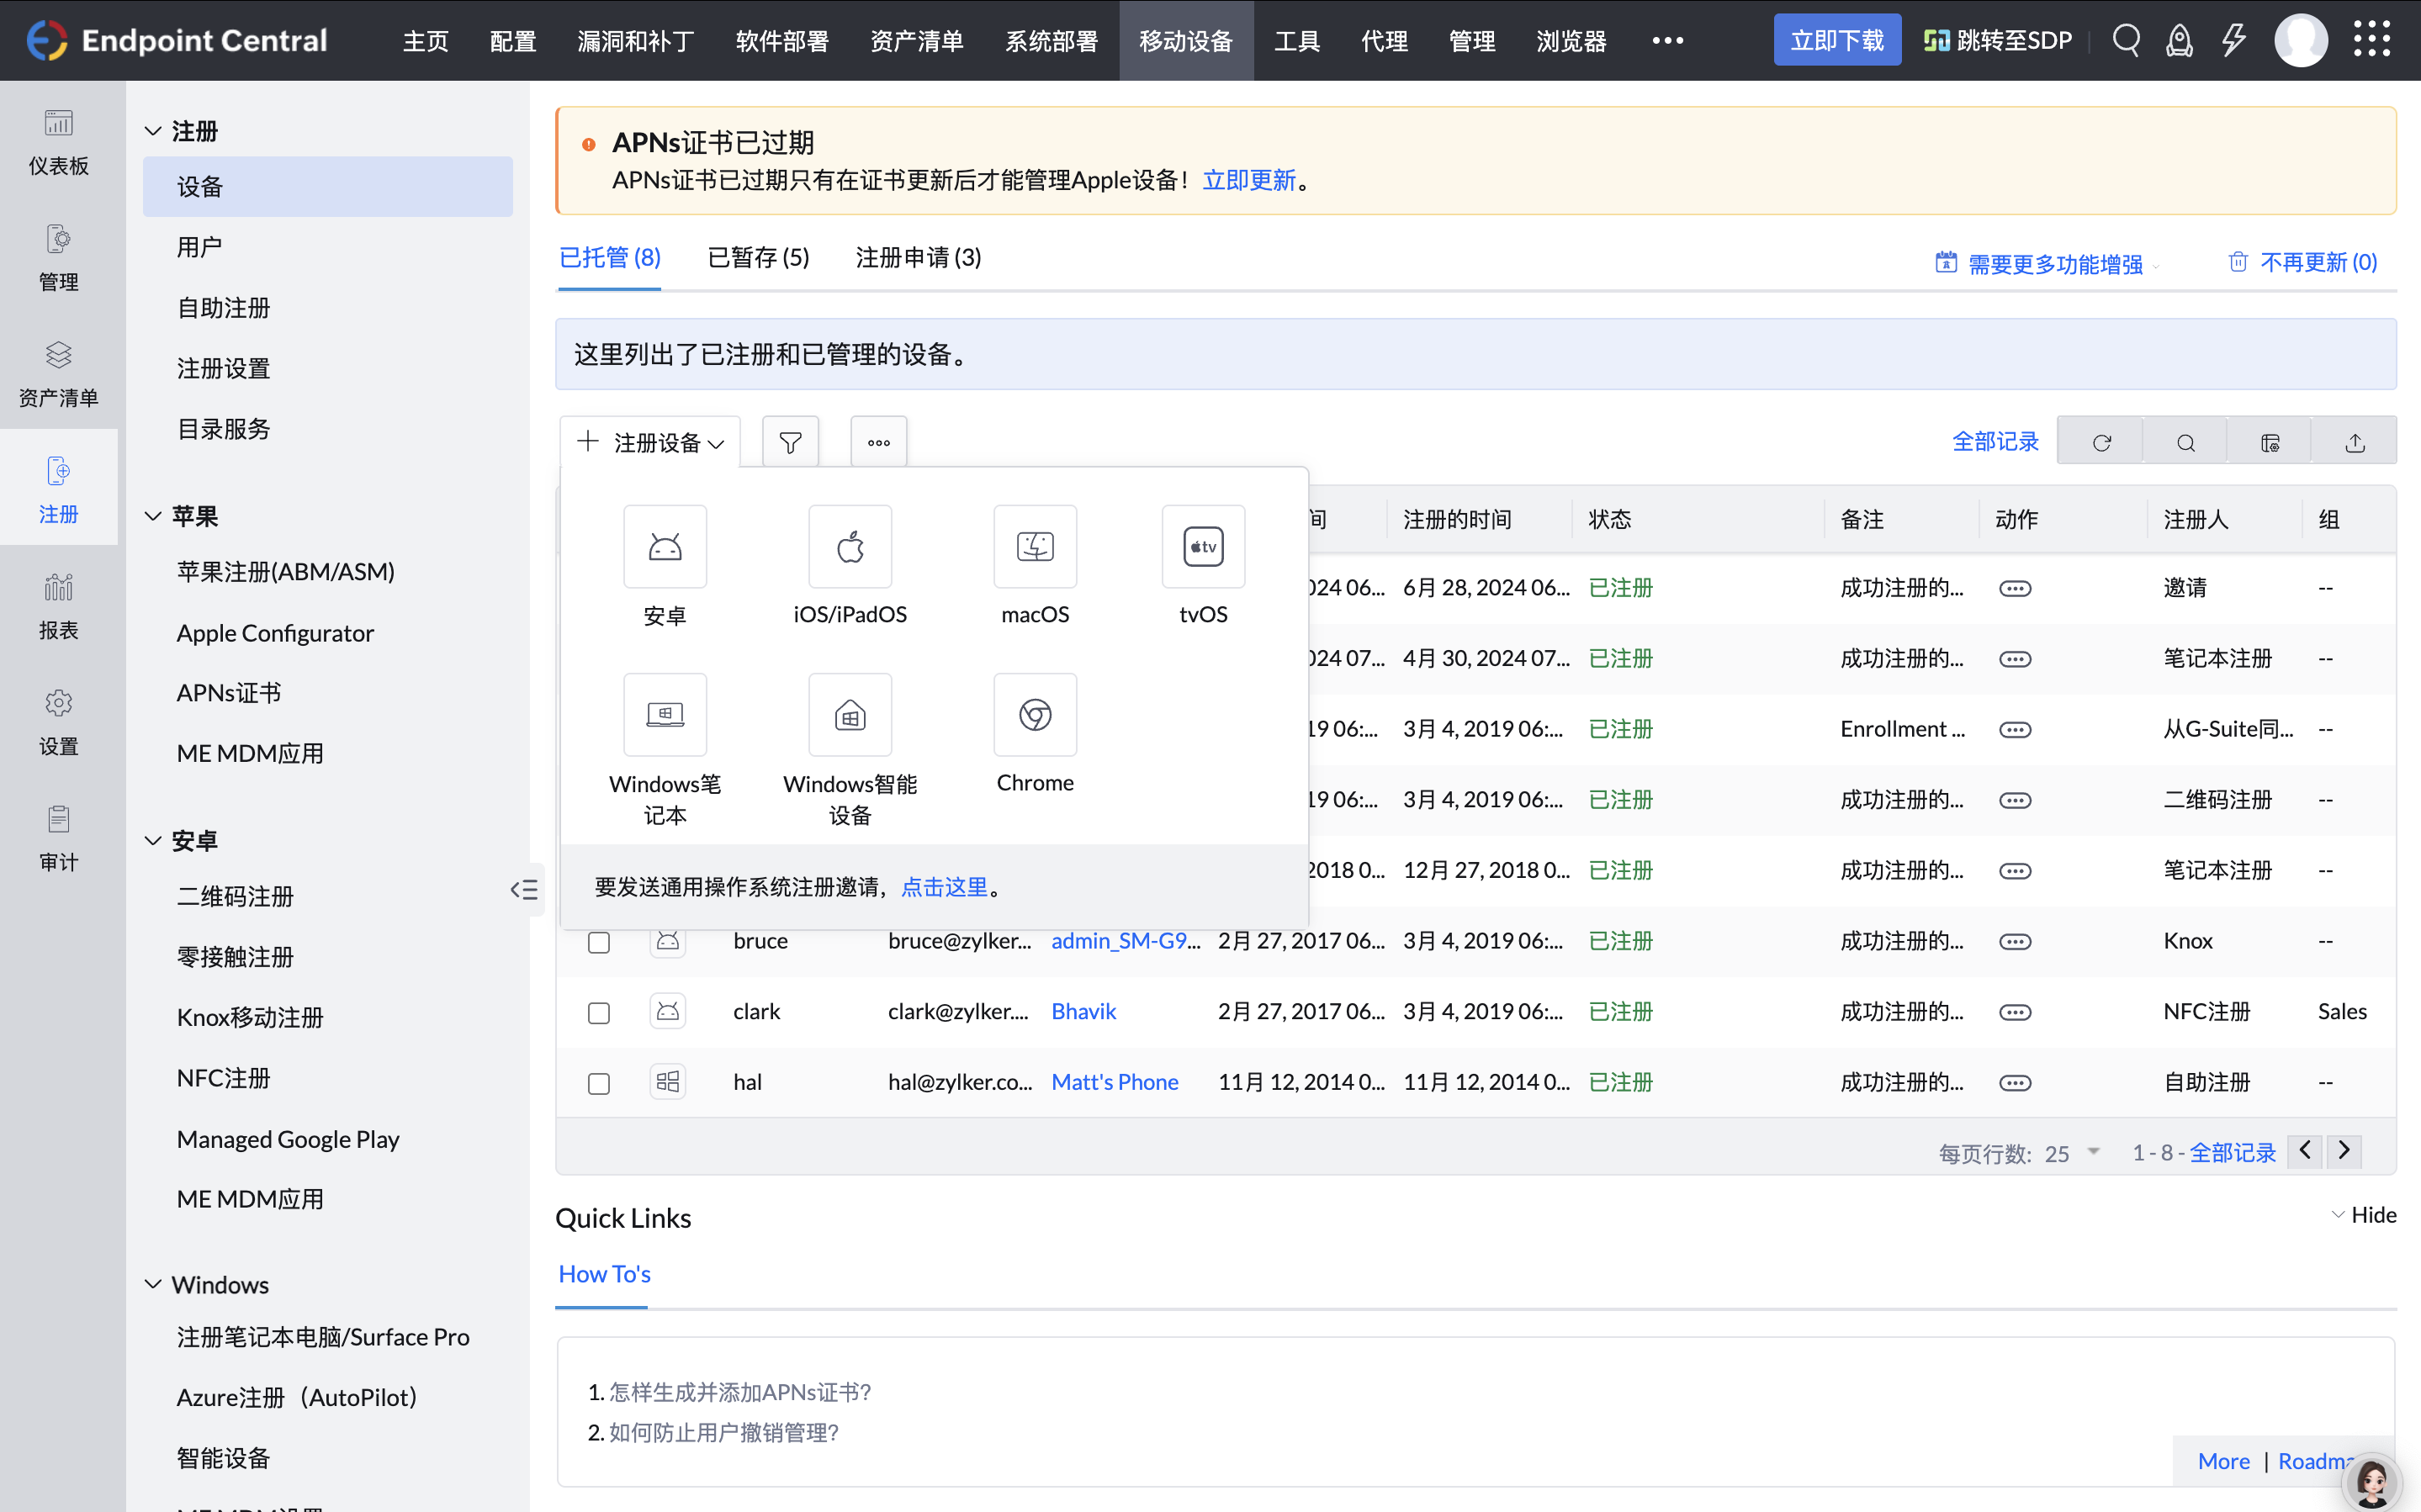 Endpoint Central 主页 配置 漏洞和补丁 软件部署 资产清单 系统部署 移动设备 工具 代理 管理 浏览器 ••• 立即下载 跳转至SDP
仪表板
管理
资产清单
注册
报表
设置
审计
注册
设备
用户
自助注册
注册设置
目录服务
苹果
苹果注册(ABM/ASM)
Apple Configurator
APNs证书
ME MDM应用
安卓
二维码注册
零接触注册
Knox移动注册
NFC注册
Managed Google Play
ME MDM应用
Windows
注册笔记本电脑/Surface Pro
Azure注册（AutoPilot）
智能设备
APNs证书已过期
APNs证书已过期只有在证书更新后才能管理Apple设备！立即更新。
已托管 (8) 已暂存 (5) 注册申请 (3) 需要更多功能增强 不再更新 (0)
这里列出了已注册和已管理的设备。
注册设备 全部记录
安卓 iOS/iPadOS macOS tvOS
tv
Windows笔记本 Windows智能设备 Chrome
要发送通用操作系统注册邀请，点击这里。
间 注册的时间 状态 备注 动作 注册人 组
024 06... 6月 28, 2024 06... 已注册 成功注册的... 邀请 --
024 07... 4月 30, 2024 07... 已注册 成功注册的... 笔记本注册 --
19 06:... 3月 4, 2019 06:... 已注册 Enrollment ... 从G-Suite同... --
19 06:... 3月 4, 2019 06:... 已注册 成功注册的... 二维码注册 --
2018 0... 12月 27, 2018 0... 已注册 成功注册的... 笔记本注册 --
bruce bruce@zylker... admin_SM-G9... 2月 27, 2017 06... 3月 4, 2019 06:... 已注册 成功注册的... Knox --
clark clark@zylker.... Bhavik 2月 27, 2017 06... 3月 4, 2019 06:... 已注册 成功注册的... NFC注册 Sales
hal hal@zylker.co... Matt's Phone 11月 12, 2014 0... 11月 12, 2014 0... 已注册 成功注册的... 自助注册 --
每页行数: 25 1 - 8 - 全部记录
Quick Links Hide
How To's
1. 怎样生成并添加APNs证书?
2. 如何防止用户撤销管理?
More | Roadma